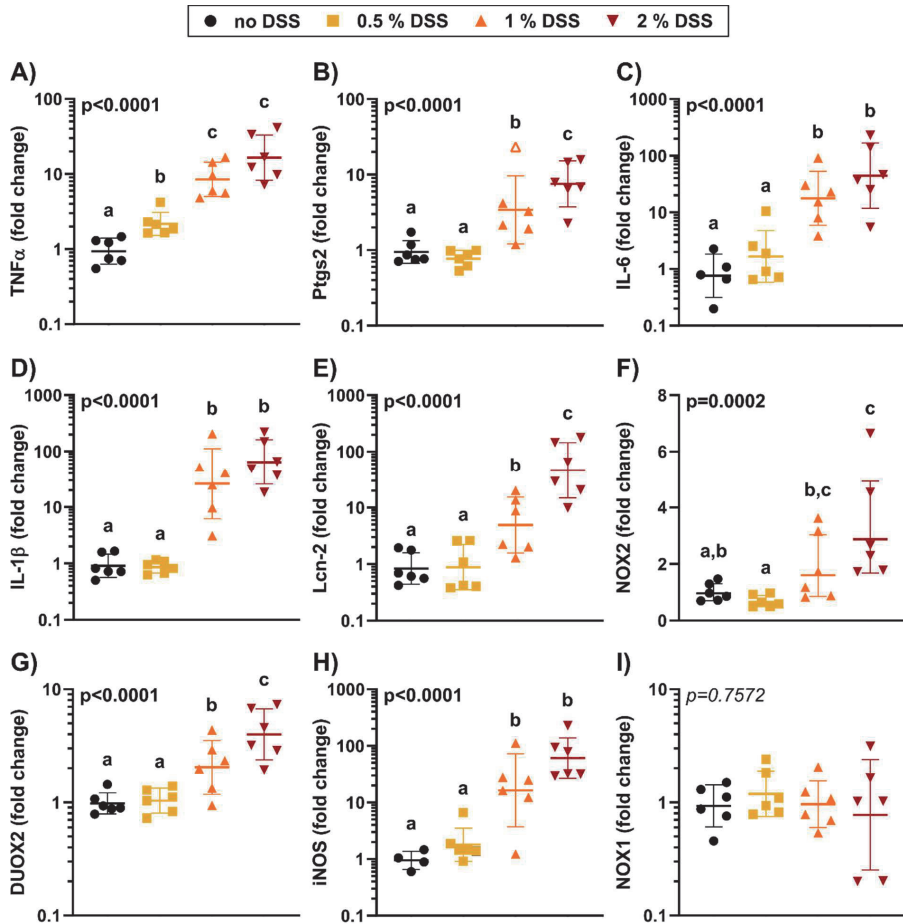 no DSS 0.5 % DSS 1 % DSS 2 % DSS
A)
TNFα (fold change)
p<0.0001
100
10
1
0.1
a
b
c
c
B)
Ptgs2 (fold change)
p<0.0001
100
10
1
0.1
a
a
b
c
C)
IL-6 (fold change)
p<0.0001
1000
100
10
1
0.1
a
a
b
b
D)
IL-1β (fold change)
p<0.0001
1000
100
10
1
0.1
a
a
b
b
E)
Lcn-2 (fold change)
p<0.0001
1000
100
10
1
0.1
a
a
b
c
F)
NOX2 (fold change)
p=0.0002
8
6
4
2
0
a,b
a
b,c
c
G)
DUOX2 (fold change)
p<0.0001
10
1
0.1
a
a
b
c
H)
iNOS (fold change)
p<0.0001
1000
100
10
1
0.1
a
a
b
b
I)
NOX1 (fold change)
p=0.7572
10
1
0.1